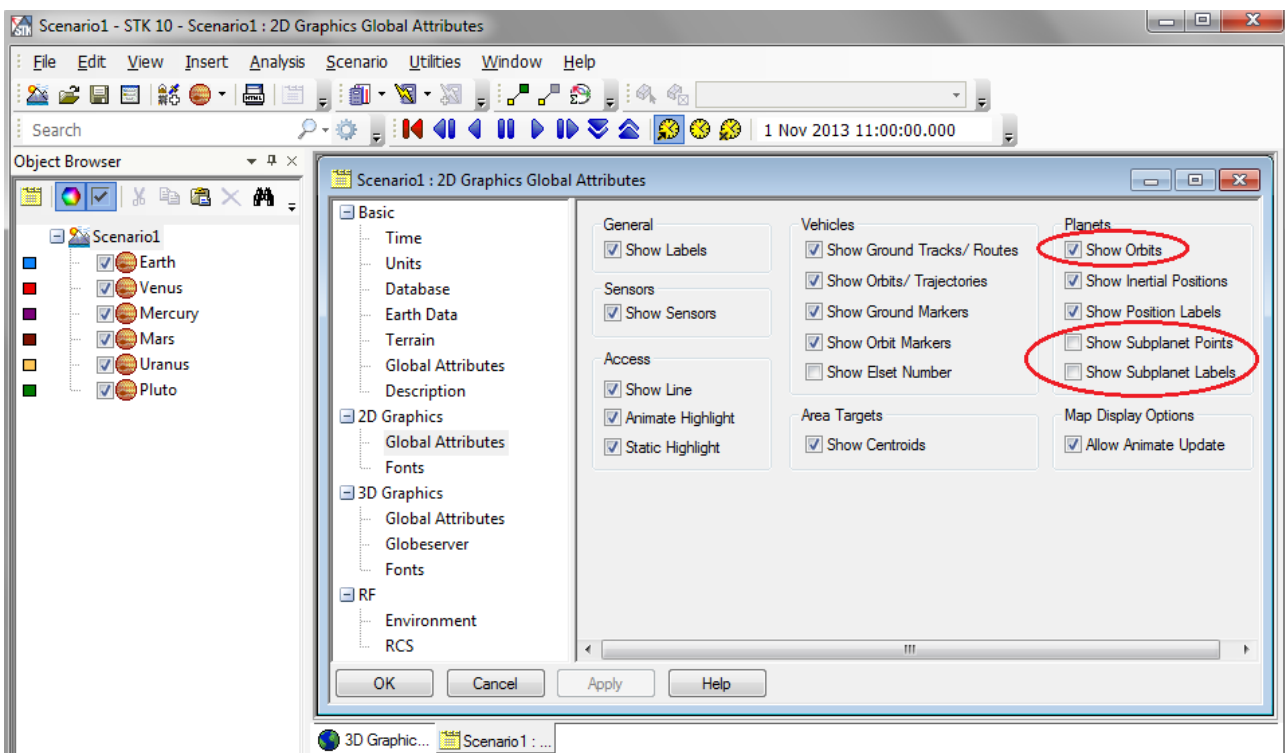 Scenario1 - STK 10 - Scenario1 : 2D Graphics Global Attributes
File Edit View Insert Analysis Scenario Utilities Window Help
Search 1 Nov 2013 11:00:00.000
Object Browser
Scenario1
Earth
Venus
Mercury
Mars
Uranus
Pluto
Scenario1 : 2D Graphics Global Attributes
Basic
Time
Units
Database
Earth Data
Terrain
Global Attributes
Description
2D Graphics
Global Attributes
Fonts
3D Graphics
Global Attributes
Globeserver
Fonts
RF
Environment
RCS
General
Show Labels
Sensors
Show Sensors
Access
Show Line
Animate Highlight
Static Highlight
Vehicles
Show Ground Tracks/ Routes
Show Orbits/ Trajectories
Show Ground Markers
Show Orbit Markers
Show Elset Number
Area Targets
Show Centroids
Planets
Show Orbits
Show Inertial Positions
Show Position Labels
Show Subplanet Points
Show Subplanet Labels
Map Display Options
Allow Animate Update
OK Cancel Apply Help
3D Graphic... Scenario1 : ...